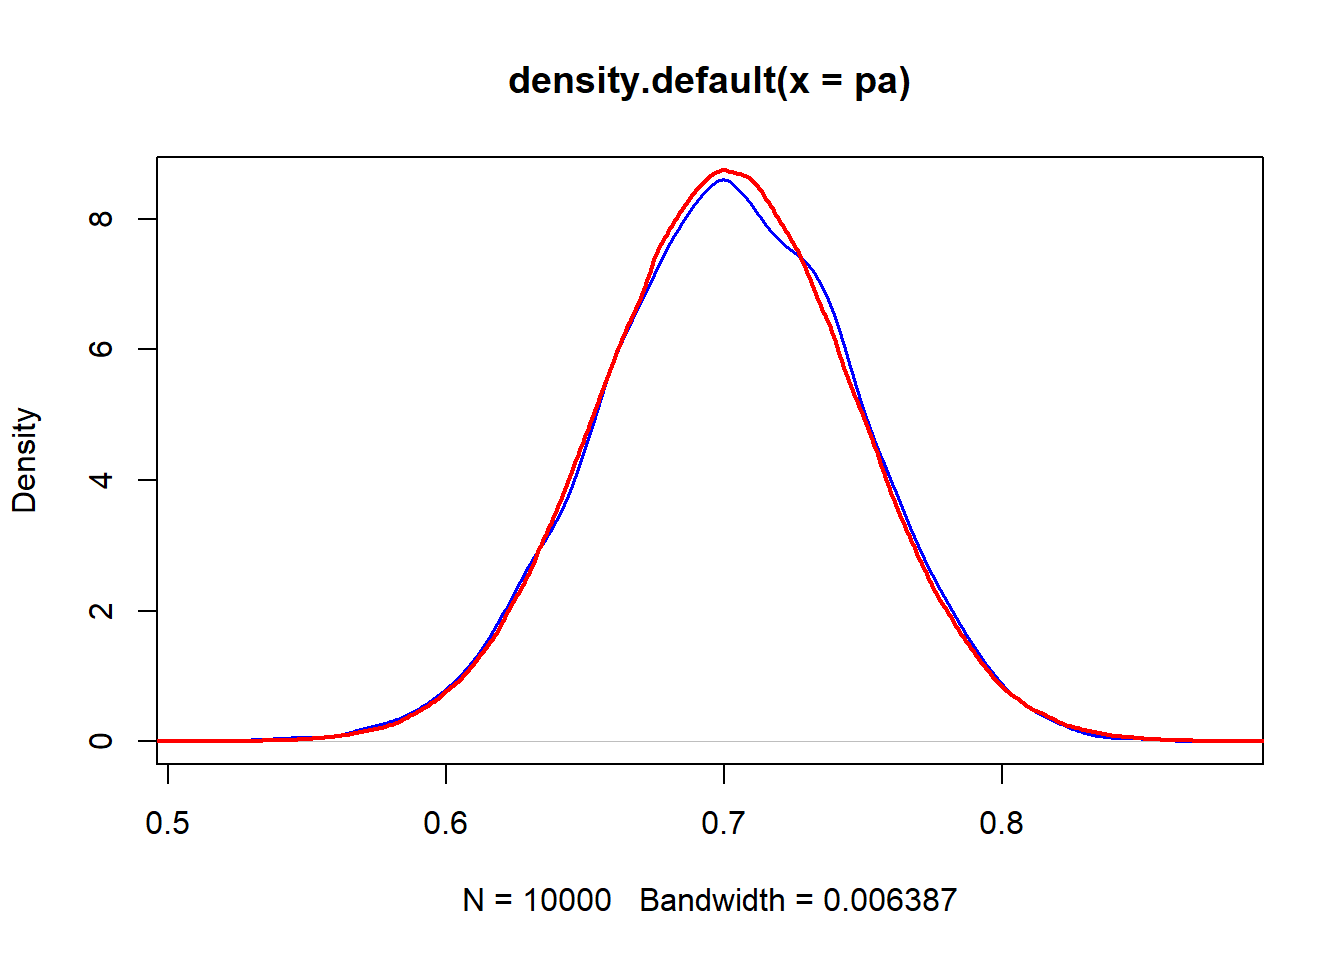 density.default(x = pa)
Density
8
6
4
2
0
0.5 0.6 0.7 0.8
N = 10000 Bandwidth = 0.006387